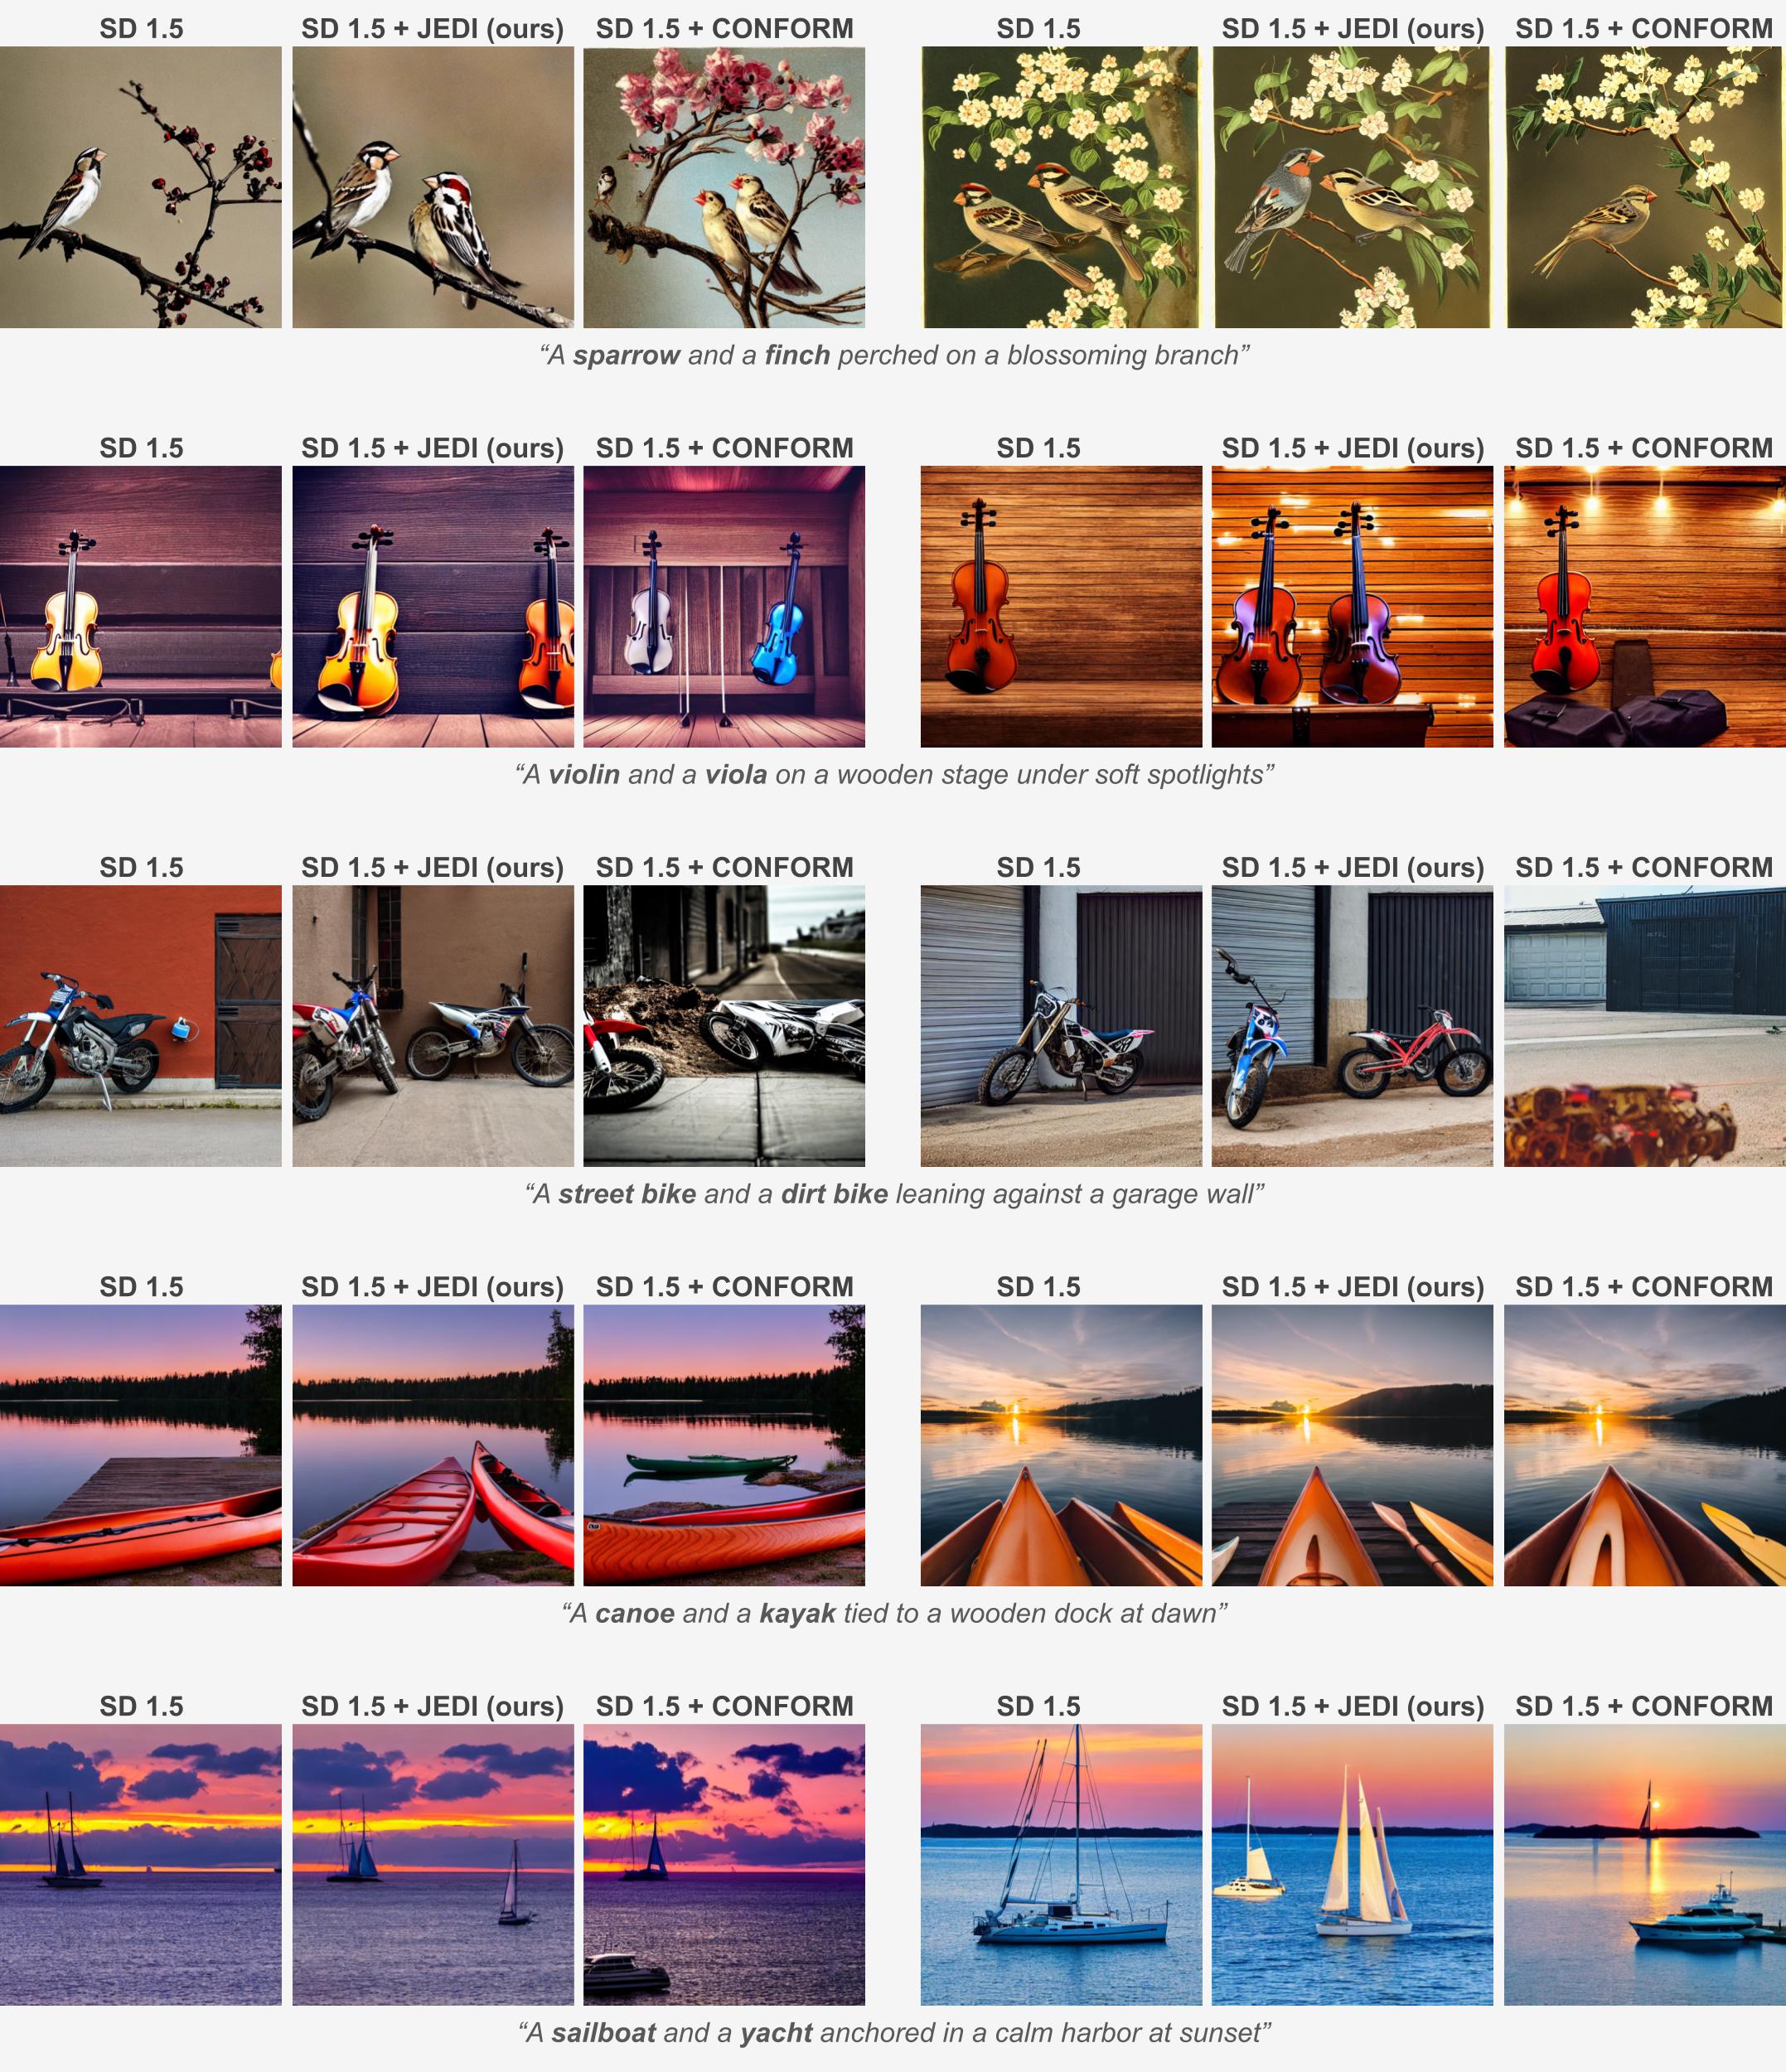 SD 1.5 SD 1.5 + JEDI (ours) SD 1.5 + CONFORM SD 1.5 SD 1.5 + JEDI (ours) SD 1.5 + CONFORM
“A sparrow and a finch perched on a blossoming branch”
SD 1.5 SD 1.5 + JEDI (ours) SD 1.5 + CONFORM SD 1.5 SD 1.5 + JEDI (ours) SD 1.5 + CONFORM
“A violin and a viola on a wooden stage under soft spotlights”
SD 1.5 SD 1.5 + JEDI (ours) SD 1.5 + CONFORM SD 1.5 SD 1.5 + JEDI (ours) SD 1.5 + CONFORM
“A street bike and a dirt bike leaning against a garage wall”
SD 1.5 SD 1.5 + JEDI (ours) SD 1.5 + CONFORM SD 1.5 SD 1.5 + JEDI (ours) SD 1.5 + CONFORM
“A canoe and a kayak tied to a wooden dock at dawn”
SD 1.5 SD 1.5 + JEDI (ours) SD 1.5 + CONFORM SD 1.5 SD 1.5 + JEDI (ours) SD 1.5 + CONFORM
“A sailboat and a yacht anchored in a calm harbor at sunset”